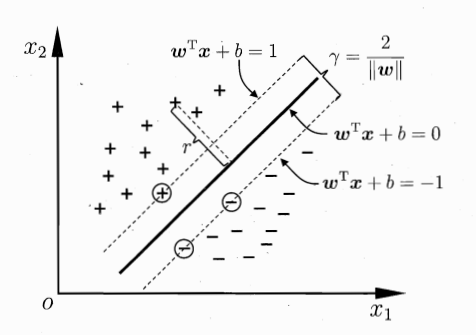 x₂
wᵀx + b = 1
γ = 2/‖w‖
wᵀx + b = 0
r
wᵀx + b = −1
O
x₁